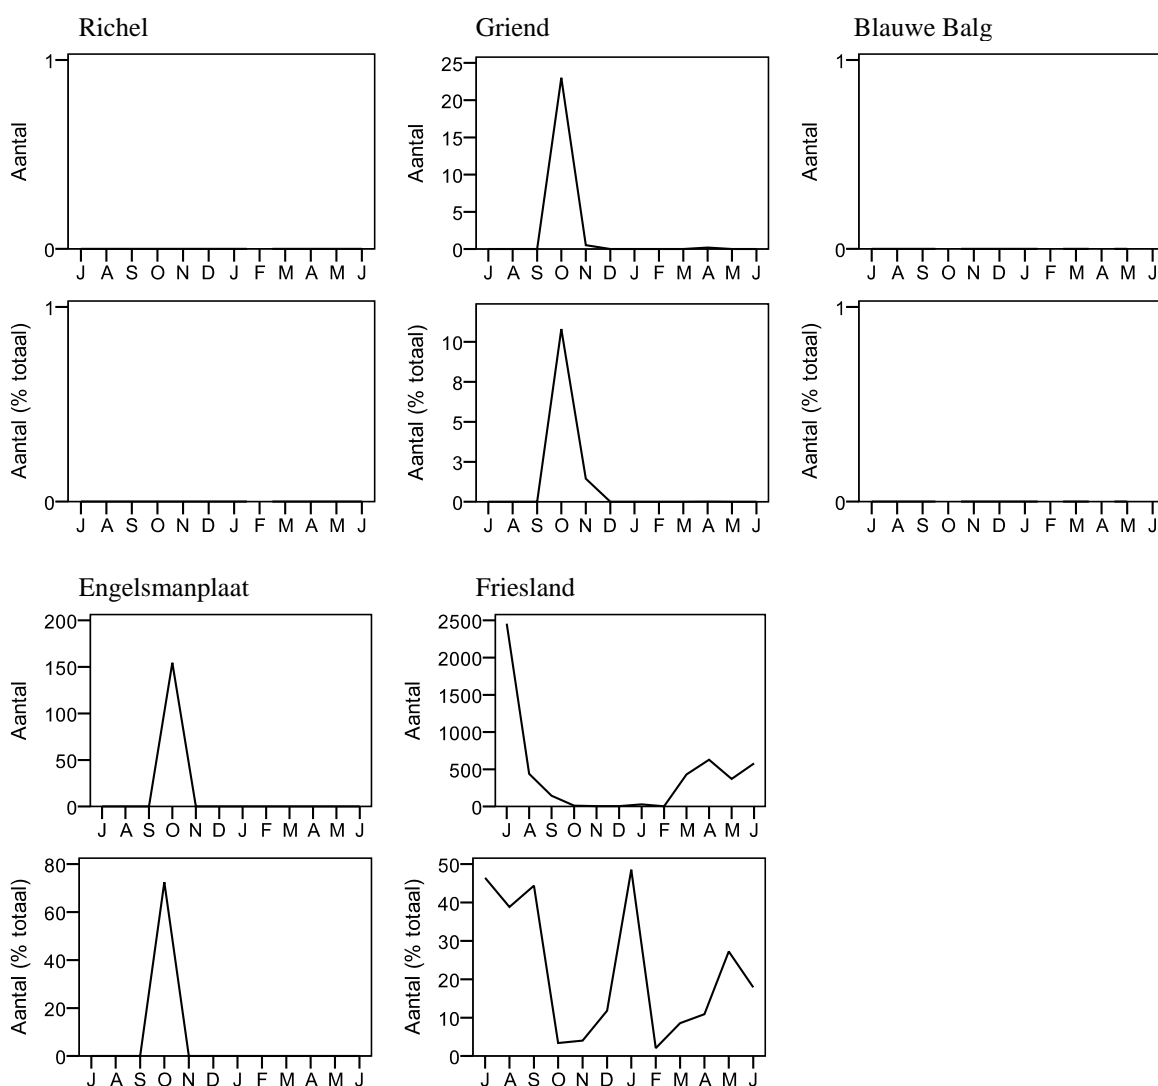 Richel
Griend
Blauwe Balg
Aantal
1
0
J A S O N D J F M A M J
Aantal
25
20
15
10
5
0
J A S O N D J F M A M J
Aantal
1
0
J A S O N D J F M A M J
Aantal (% totaal)
1
0
J A S O N D J F M A M J
Aantal (% totaal)
10
8
5
3
0
J A S O N D J F M A M J
Aantal (% totaal)
1
0
J A S O N D J F M A M J
Engelsmanplaat
Friesland
Aantal
200
150
100
50
0
J A S O N D J F M A M J
Aantal
2500
2000
1500
1000
500
0
J A S O N D J F M A M J
Aantal (% totaal)
80
60
40
20
0
J A S O N D J F M A M J
Aantal (% totaal)
50
40
30
20
10
0
J A S O N D J F M A M J